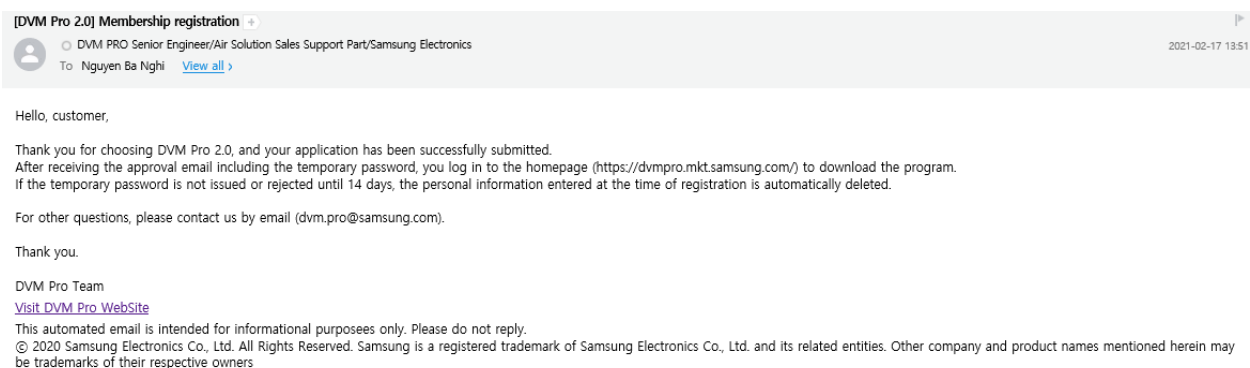 [DVM Pro 2.0] Membership registration +
DVM PRO Senior Engineer/Air Solution Sales Support Part/Samsung Electronics
2021-02-17 13:51
To Nguyen Ba Nghi View all >
Hello, customer,
Thank you for choosing DVM Pro 2.0, and your application has been successfully submitted.
After receiving the approval email including the temporary password, you log in to the homepage (https://dvmpro.mkt.samsung.com/) to download the program.
If the temporary password is not issued or rejected until 14 days, the personal information entered at the time of registration is automatically deleted.
For other questions, please contact us by email (dvm.pro@samsung.com).
Thank you.
DVM Pro Team
Visit DVM Pro WebSite
This automated email is intended for informational purposees only. Please do not reply.
© 2020 Samsung Electronics Co., Ltd. All Rights Reserved. Samsung is a registered trademark of Samsung Electronics Co., Ltd. and its related entities. Other company and product names mentioned herein may
be trademarks of their respective owners